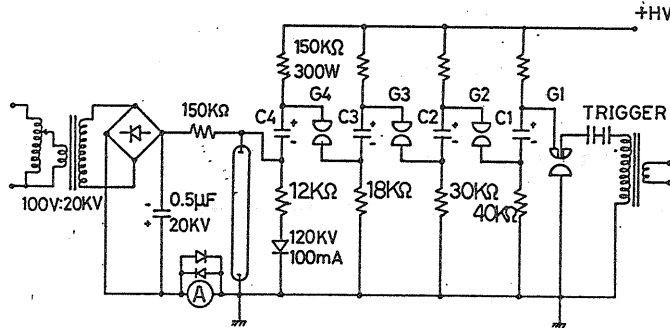 +HV
150KΩ
300W
G4
G3
G2
G1
150KΩ
C4
+
-
C3
+
-
C2
+
-
C1
+
-
TRIGGER
100V:20KV
-
+
0.5μF
20KV
12KΩ
18KΩ
30KΩ
40KΩ
120KV
100mA
A